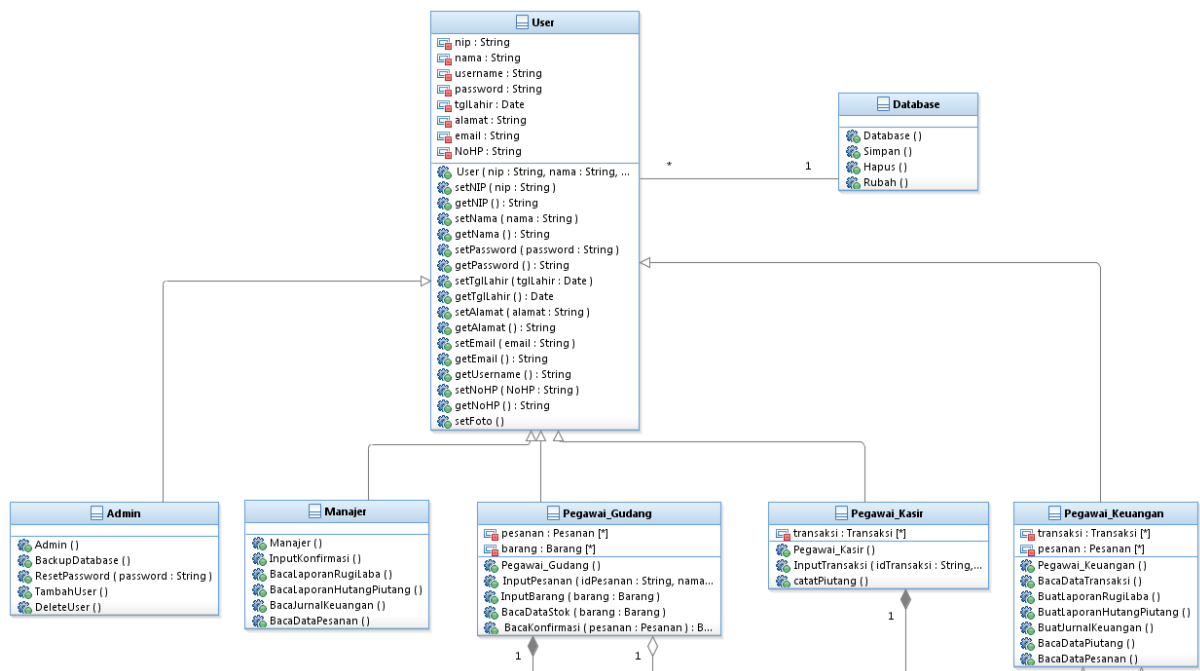 User
nip : String
nama : String
username : String
password : String
tglLahir : Date
alamat : String
email : String
NoHP : String
User ( nip : String, nama : String, ...
setNIP ( nip : String )
getNIP () : String
setNama ( nama : String )
getNama () : String
setPassword ( password : String )
getPassword () : String
setTglLahir ( tglLahir : Date )
getTglLahir () : Date
setAlamat ( alamat : String )
getAlamat () : String
setEmail ( email : String )
getEmail () : String
getUsername () : String
setNoHP ( NoHP : String )
getNoHP () : String
setFoto ()
*
1
Database
Database ()
Simpan ()
Hapus ()
Rubah ()
Admin
Admin ()
BackupDatabase ()
ResetPassword ( password : String )
TambahUser ()
DeleteUser ()
Manajer
Manajer ()
InputKonfirmasi ()
BacaLaporanRugiLaba ()
BacaLaporanHutangPiutang ()
BacaJurnalKeuangan ()
BacaDataPesanan ()
Pegawai_Gudang
pesanan : Pesanan [*]
barang : Barang [*]
Pegawai_Gudang ()
InputPesanan ( idPesanan : String, nama...
InputBarang ( barang : Barang )
BacaDataStok ( barang : Barang )
BacaKonfirmasi ( pesanan : Pesanan ) : B...
1
1
Pegawai_Kasir
transaksi : Transaksi [*]
Pegawai_Kasir ()
InputTransaksi ( idTransaksi : String,...
catatPiutang ()
1
Pegawai_Keuangan
transaksi : Transaksi [*]
pesanan : Pesanan [*]
Pegawai_Keuangan ()
BacaDataTransaksi ()
BuatLaporanRugiLaba ()
BuatLaporanHutangPiutang ()
BuatJurnalKeuangan ()
BacaDataPiutang ()
BacaDataPesanan ()